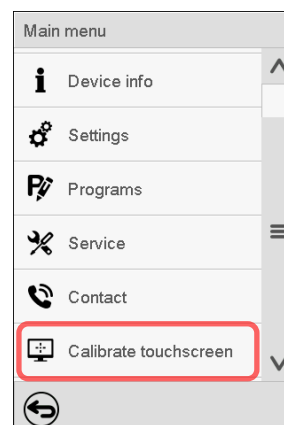 Main menu
Device info
Settings
Programs
Service
Contact
Calibrate touchscreen